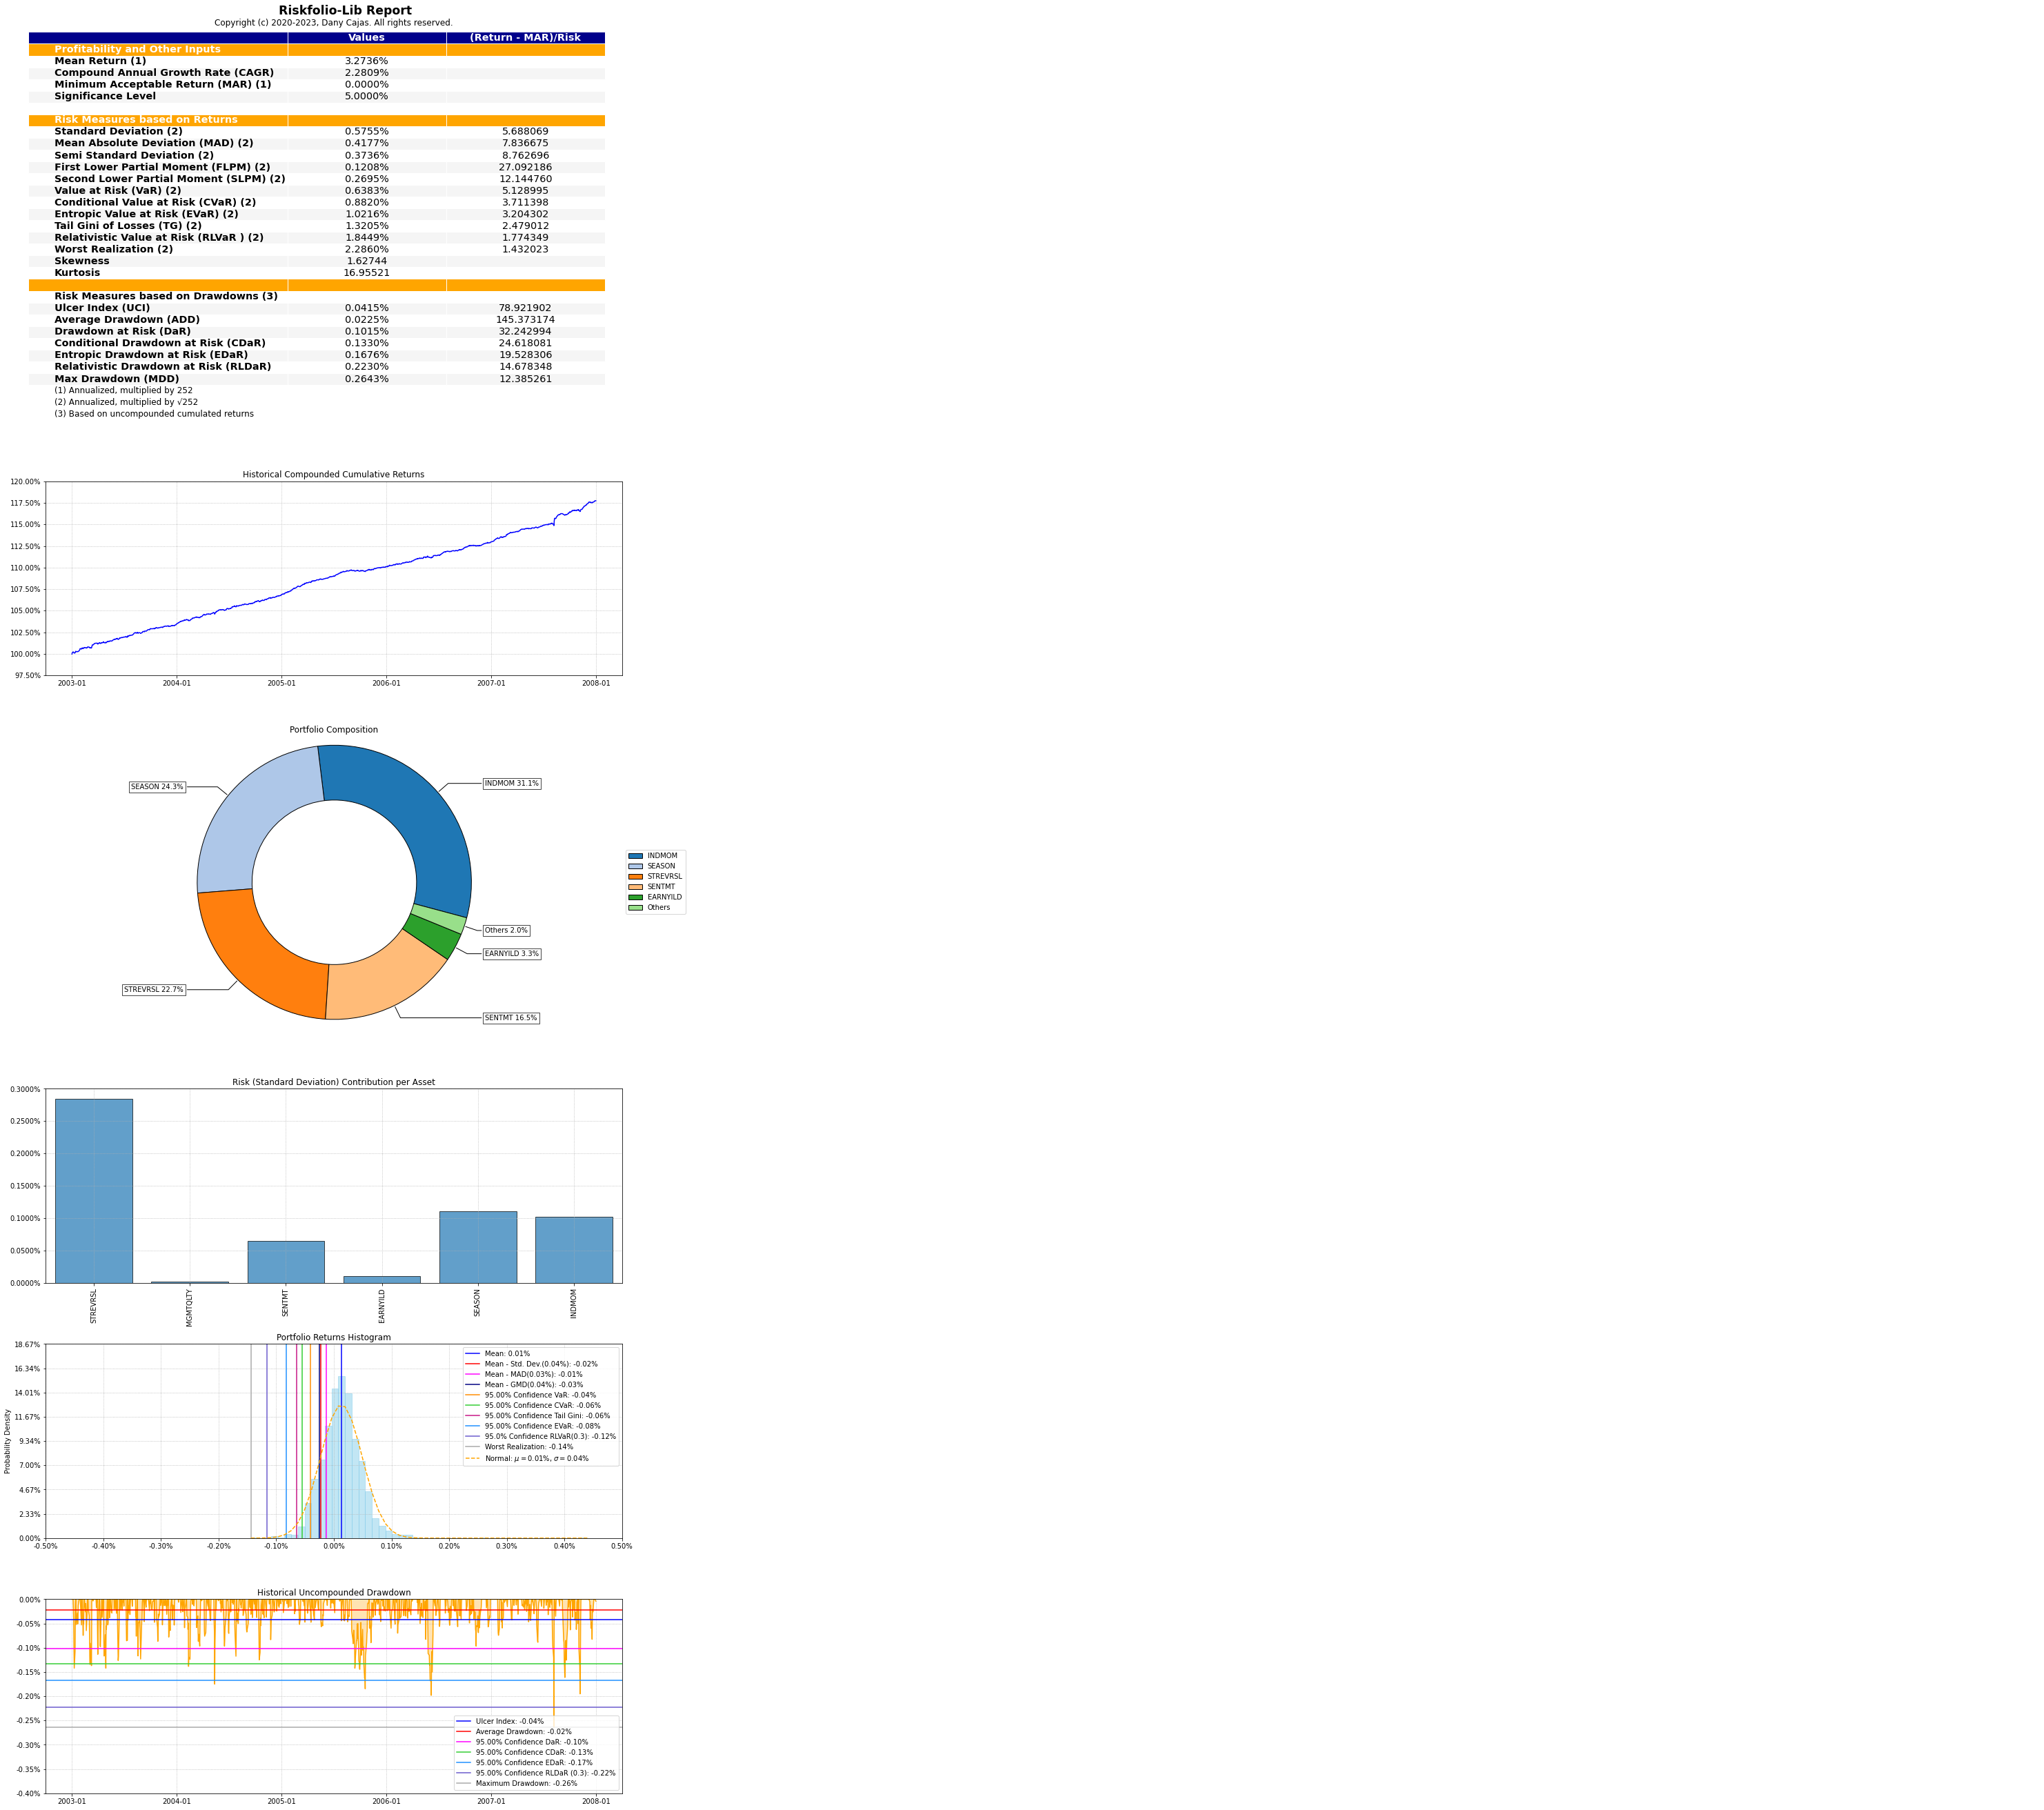 Riskfolio-Lib Report
Copyright (c) 2020-2023, Dany Cajas. All rights reserved.
Values (Return - MAR)/Risk
Profitability and Other Inputs
Mean Return (1) 3.2736%
Compound Annual Growth Rate (CAGR) 2.2809%
Minimum Acceptable Return (MAR) (1) 0.0000%
Significance Level 5.0000%
Risk Measures based on Returns
Standard Deviation (2) 0.5755% 5.688069
Mean Absolute Deviation (MAD) (2) 0.4177% 7.836675
Semi Standard Deviation (2) 0.3736% 8.762696
First Lower Partial Moment (FLPM) (2) 0.1208% 27.092186
Second Lower Partial Moment (SLPM) (2) 0.2695% 12.144760
Value at Risk (VaR) (2) 0.6383% 5.128995
Conditional Value at Risk (CVaR) (2) 0.8820% 3.711398
Entropic Value at Risk (EVaR) (2) 1.0216% 3.204302
Tail Gini of Losses (TG) (2) 1.3205% 2.479012
Relativistic Value at Risk (RLVaR ) (2) 1.8449% 1.774349
Worst Realization (2) 2.2860% 1.432023
Skewness 1.62744
Kurtosis 16.95521
Risk Measures based on Drawdowns (3)
Ulcer Index (UCI) 0.0415% 78.921902
Average Drawdown (ADD) 0.0225% 145.373174
Drawdown at Risk (DaR) 0.1015% 32.242994
Conditional Drawdown at Risk (CDaR) 0.1330% 24.618081
Entropic Drawdown at Risk (EDaR) 0.1676% 19.528306
Relativistic Drawdown at Risk (RLDaR) 0.2230% 14.678348
Max Drawdown (MDD) 0.2643% 12.385261
(1) Annualized, multiplied by 252
(2) Annualized, multiplied by √252
(3) Based on uncompounded cumulated returns
Historical Compounded Cumulative Returns
120.00%
117.50%
115.00%
112.50%
110.00%
107.50%
105.00%
102.50%
100.00%
97.50%
2003-01 2004-01 2005-01 2006-01 2007-01 2008-01
Portfolio Composition
INDMOM 31.1%
SEASON 24.3%
STREVRSL 22.7%
SENTMT 16.5%
EARNYILD 3.3%
Others 2.0%
INDMOM
SEASON
STREVRSL
SENTMT
EARNYILD
Others
Risk (Standard Deviation) Contribution per Asset
0.3000%
0.2500%
0.2000%
0.1500%
0.1000%
0.0500%
0.0000%
STREVRSL
MGMTQLTY
SENTMT
EARNYILD
SEASON
INDMOM
Portfolio Returns Histogram
Probability Density
18.67%
16.34%
14.01%
11.67%
9.34%
7.00%
4.67%
2.33%
0.00%
-0.50% -0.40% -0.30% -0.20% -0.10% 0.00% 0.10% 0.20% 0.30% 0.40% 0.50%
Mean: 0.01%
Mean - Std. Dev.(0.04%): -0.02%
Mean - MAD(0.03%): -0.01%
Mean - GMD(0.04%): -0.03%
95.00% Confidence VaR: -0.04%
95.00% Confidence CVaR: -0.06%
95.00% Confidence Tail Gini: -0.06%
95.00% Confidence EVaR: -0.08%
95.0% Confidence RLVaR(0.3): -0.12%
Worst Realization: -0.14%
Normal: μ = 0.01%, σ = 0.04%
Historical Uncompounded Drawdown
0.00%
-0.05%
-0.10%
-0.15%
-0.20%
-0.25%
-0.30%
-0.35%
-0.40%
2003-01 2004-01 2005-01 2006-01 2007-01 2008-01
Ulcer Index: -0.04%
Average Drawdown: -0.02%
95.00% Confidence DaR: -0.10%
95.00% Confidence CDaR: -0.13%
95.00% Confidence EDaR: -0.17%
95.00% Confidence RLDaR (0.3): -0.22%
Maximum Drawdown: -0.26%